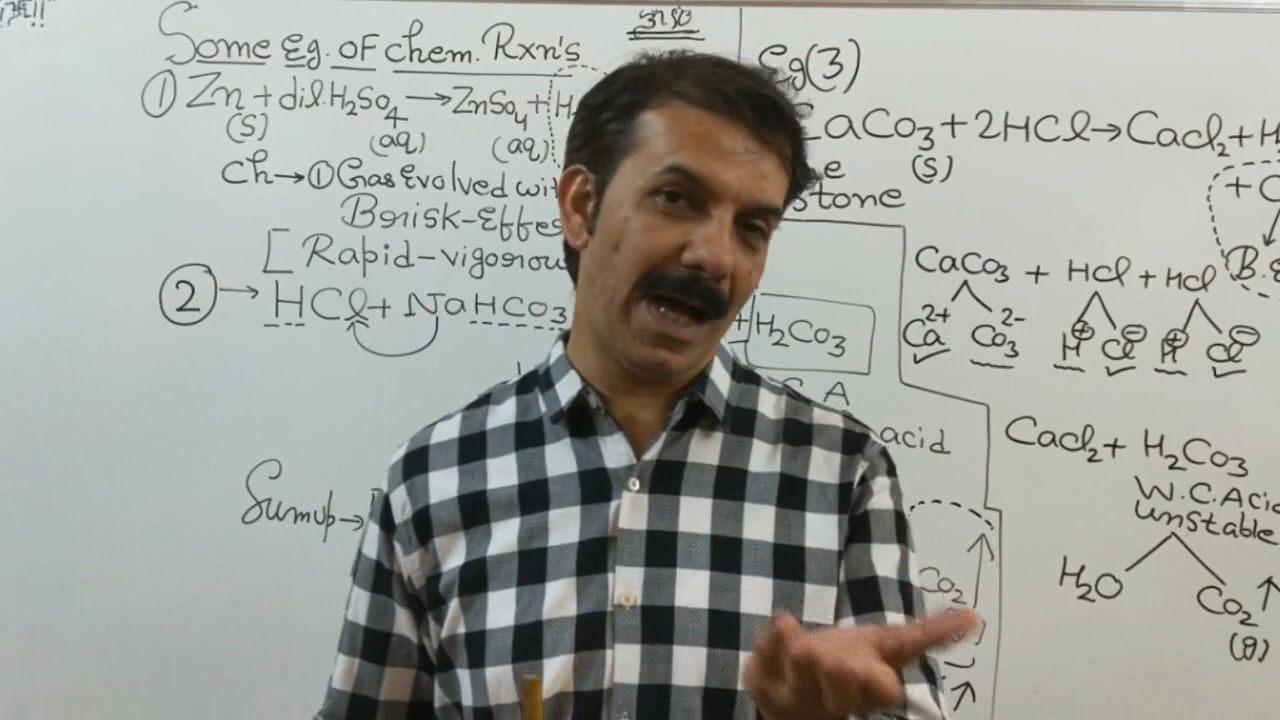 Some Eg. OF Chem. Rxn's
① Zn + dil. H₂So₄ → ZnSo₄ + H
(S) (aq) (aq)
Ch → ① Gas Evolved wi
Brisk-Effe
[Rapid-vigorou
② → HCl + NaHCO₃ + H₂Co₃
acid
Sumup →
Co₂
Eg(3)
CaCo₃ + 2HCl → Cacl₂ + H
(S)
stone
+ C
B.E
CaCo₃ + HCl + HCl
Ca²⁺ Co₃²⁻ H⊕ Cl⊖ H⊕ Cl⊖
Cacl₂ + H₂Co₃
W.C.Acid
unstable
H₂O Co₂ ↑
(g)